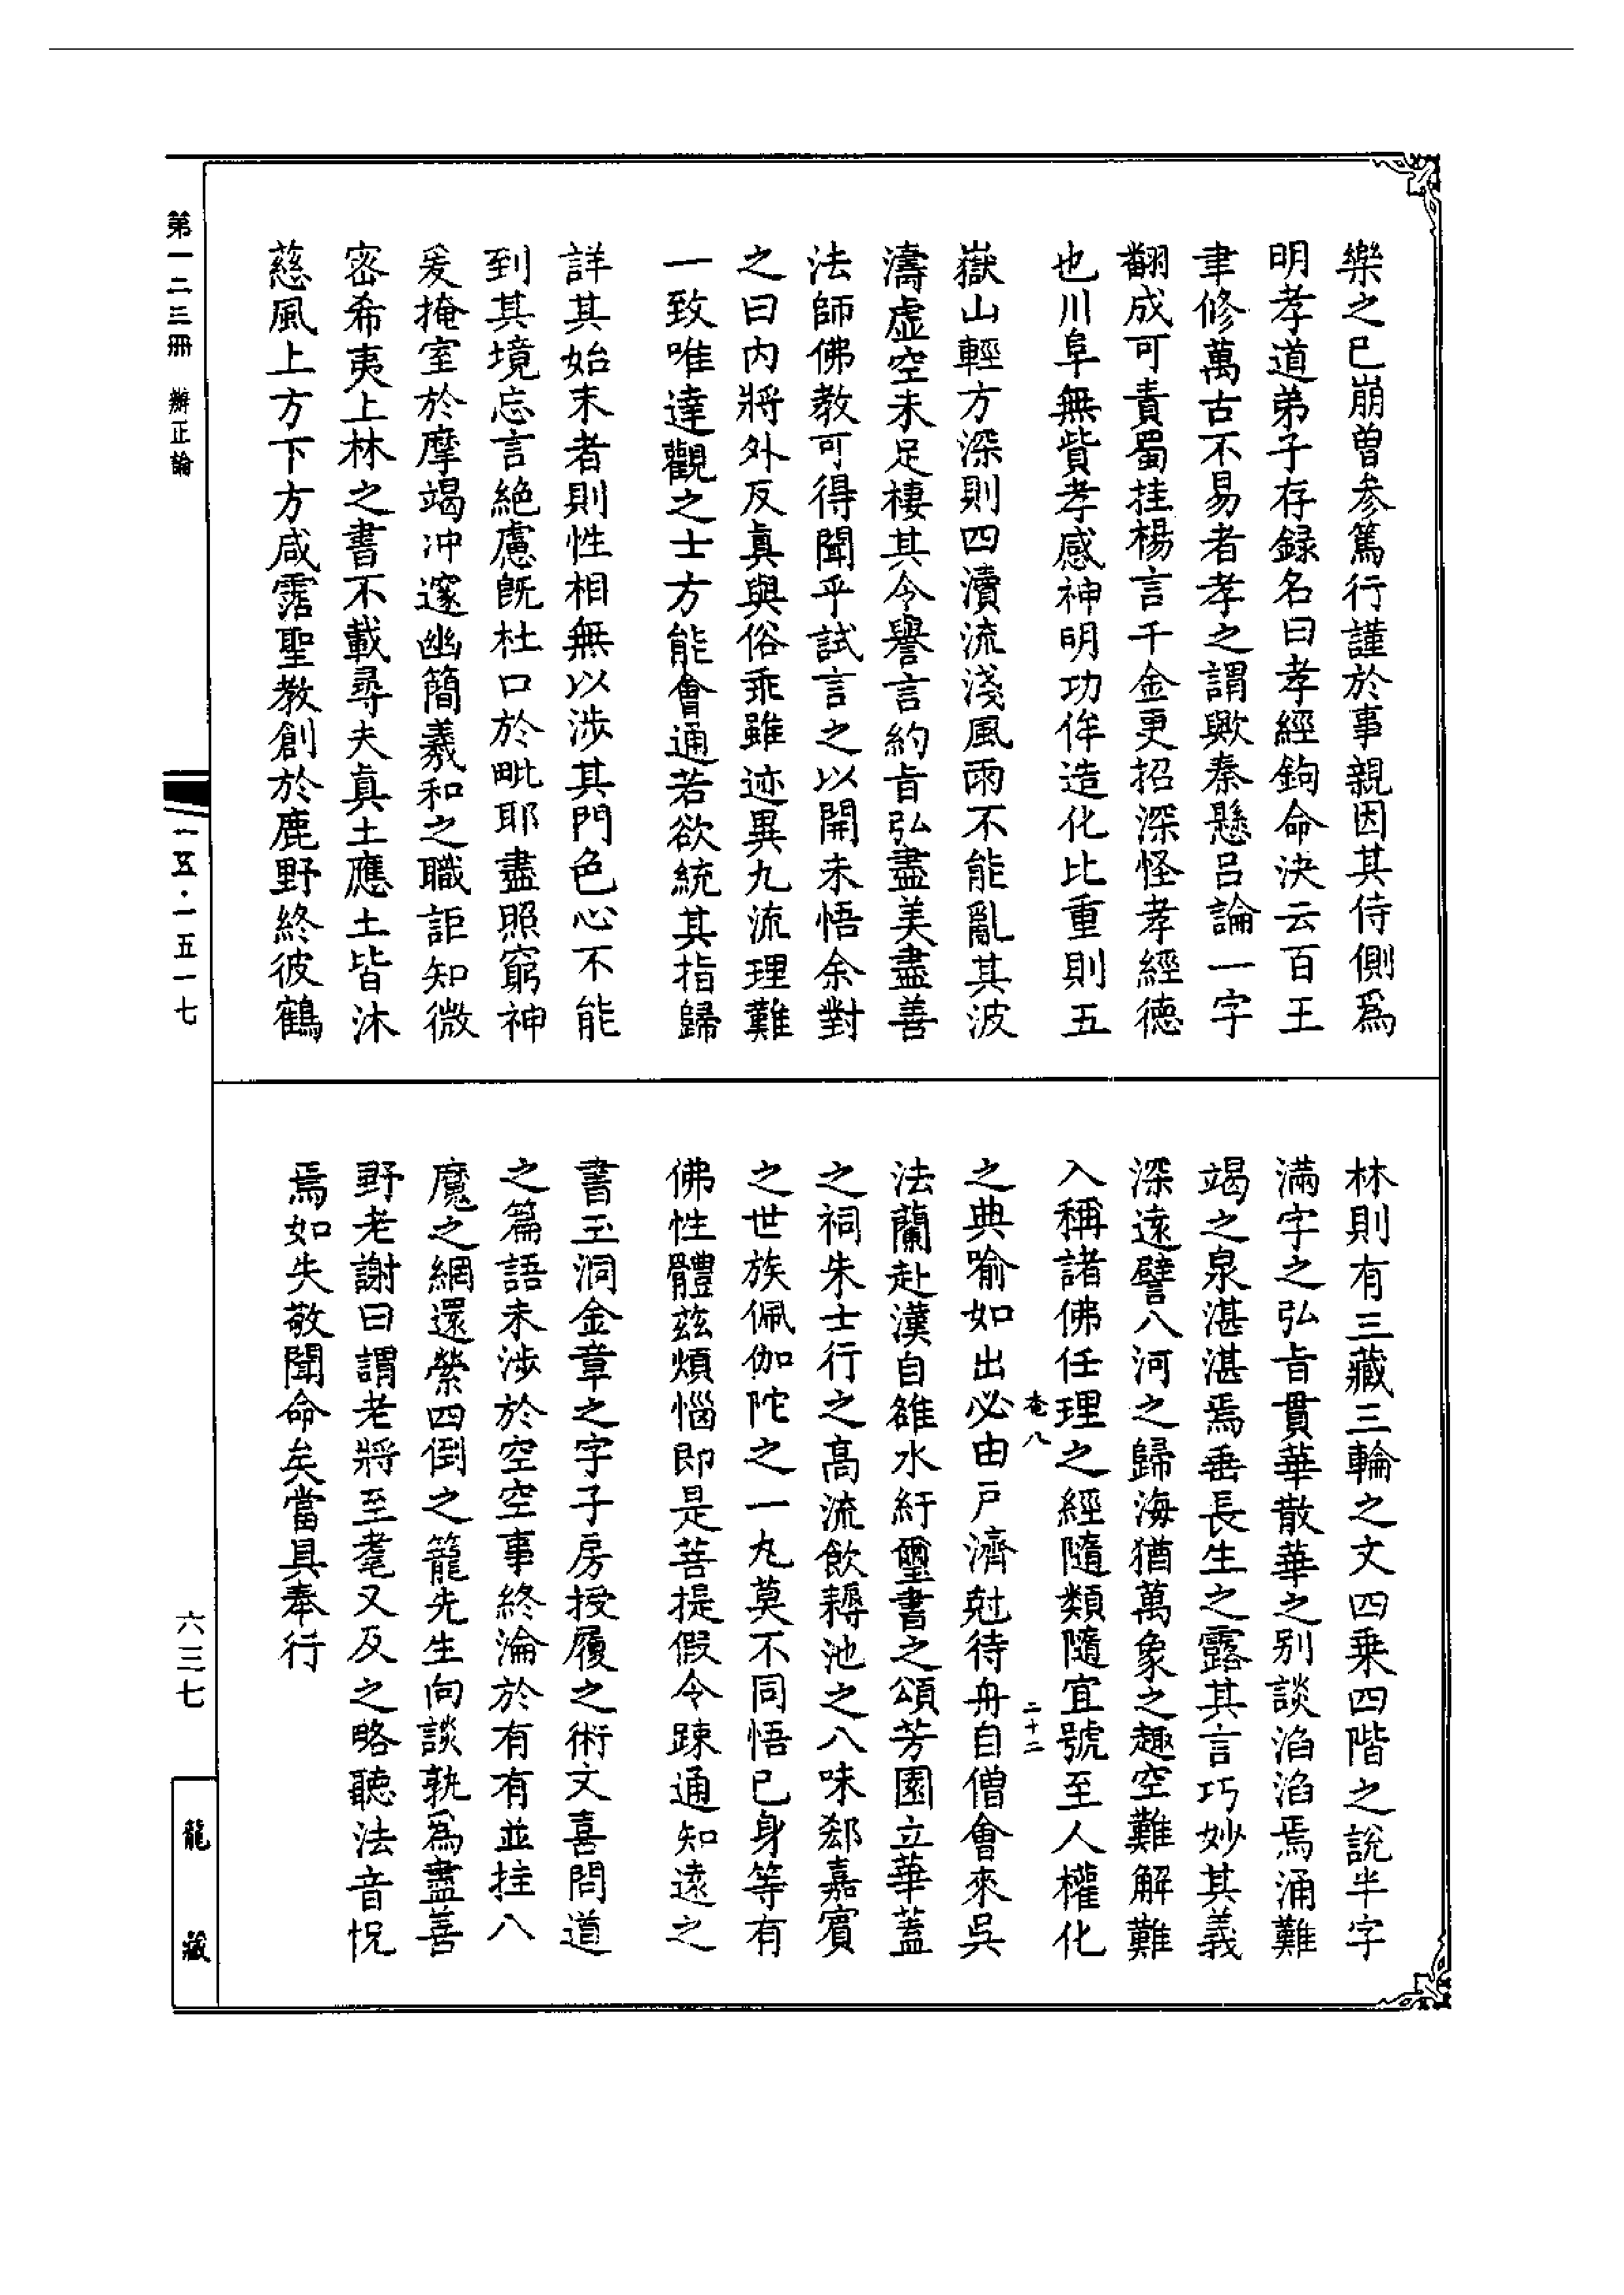 樂之已崩曾参篤行謹於事親因其侍側爲
明孝道弟子存録名曰孝經鉤命決云百王
聿修萬古不易者孝之謂歟秦懸呂論一字
翻成可責蜀挂楊言千金更招深怪孝經德
也川阜無貲孝感神明功侔造化比重則五
嶽山輕方深則四瀆流淺風雨不能亂其波
濤虛空未足棲其令譽言約旨弘盡美盡善
法師佛教可得聞乎試言之以開未悟余對
之曰内將外反真與俗乖雖迹異九流理難
一致唯達觀之士方能會通若欲統其指歸
詳其始末者則性相無以涉其門色心不能
到其境忘言絶慮旣杜口於毗耶盡照窮神
爰掩室於摩竭沖邃幽簡羲和之職詎知微
密希夷上林之書不載尋夫真土應土皆沐
慈風上方下方咸霑聖教創於鹿野終彼鶴
林則有三藏三輪之文四乗四階之說半字
滿字之弘旨貫華散華之别談滔滔焉涌難
竭之泉湛湛焉垂長生之露其言巧妙其義
深遠譬八河之歸海猶萬象之趣空難解難
入稱諸佛任理之經隨類隨宜號至人權化
㢲八 二十二
之典喻如出必由戸濟尅待舟自僧會來吳
法蘭赴漢自雒水紆璽書之頌芳園立華蓋
之祠朱士行之高流飲耨池之八味郄嘉賓
之世族佩伽陀之一丸莫不同悟已身等有
佛性體兹煩惱即是菩提假令踈通知遠之
書玉洞金章之字子房授履之術文喜問道
之篇語未涉於空空事終淪於有有並挂八
魔之網還縈四倒之籠先生向談孰爲盡善
野老謝曰謂老將至耄又及之略聽法音怳
焉如失敬聞命矣當具奉行
第一二三册 辯正論
一五·一五一七
六三七
龍藏